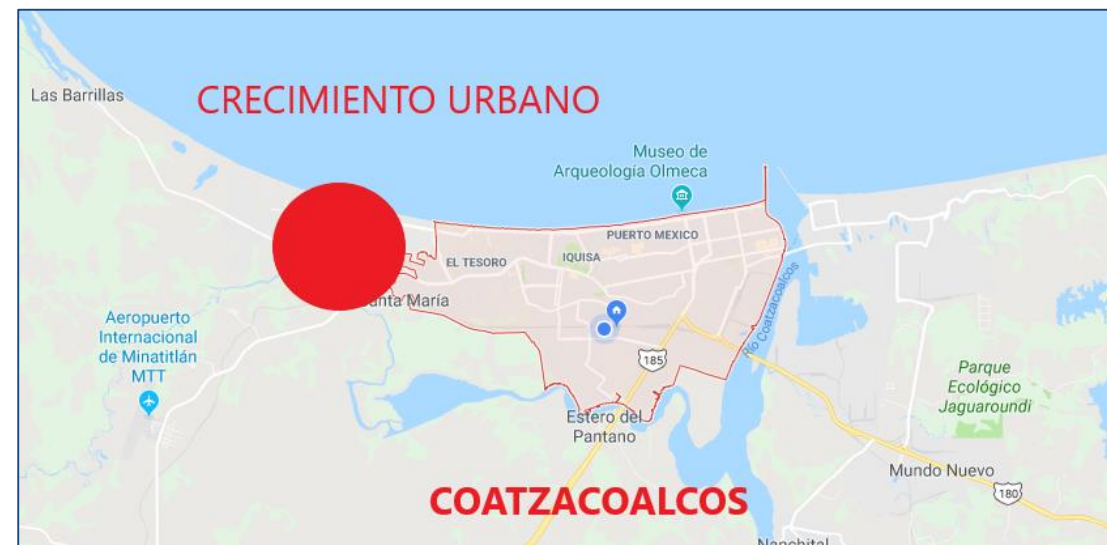 Las Barrillas
CRECIMIENTO URBANO
Museo de
Arqueología Olmeca
PUERTO MEXICO
EL TESORO
IQUISA
María
Río Coatzacoalcos
Aeropuerto
Internacional
de Minatitlán
MTT
185
Parque
Ecológico
Jaguaroundi
Estero del
Pantano
Mundo Nuevo
180
COATZACOALCOS
Nanchital